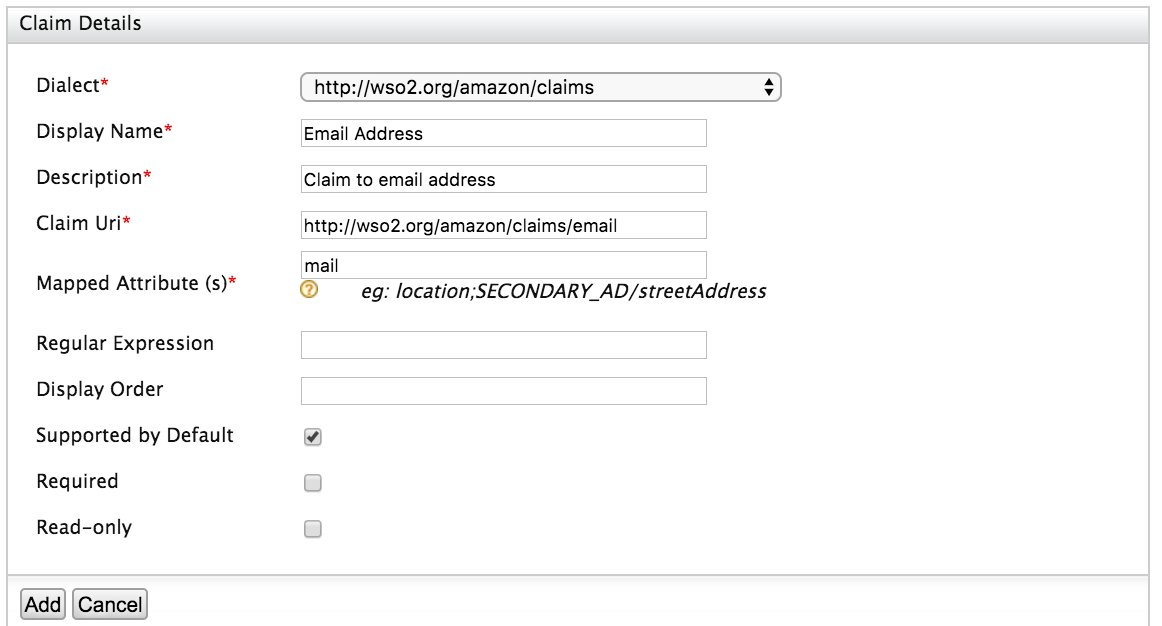 Claim Details
Dialect* http://wso2.org/amazon/claims
Display Name* Email Address
Description* Claim to email address
Claim Uri* http://wso2.org/amazon/claims/email
Mapped Attribute (s)* mail
? eg: location;SECONDARY_AD/streetAddress
Regular Expression
Display Order
Supported by Default
Required
Read-only
Add Cancel